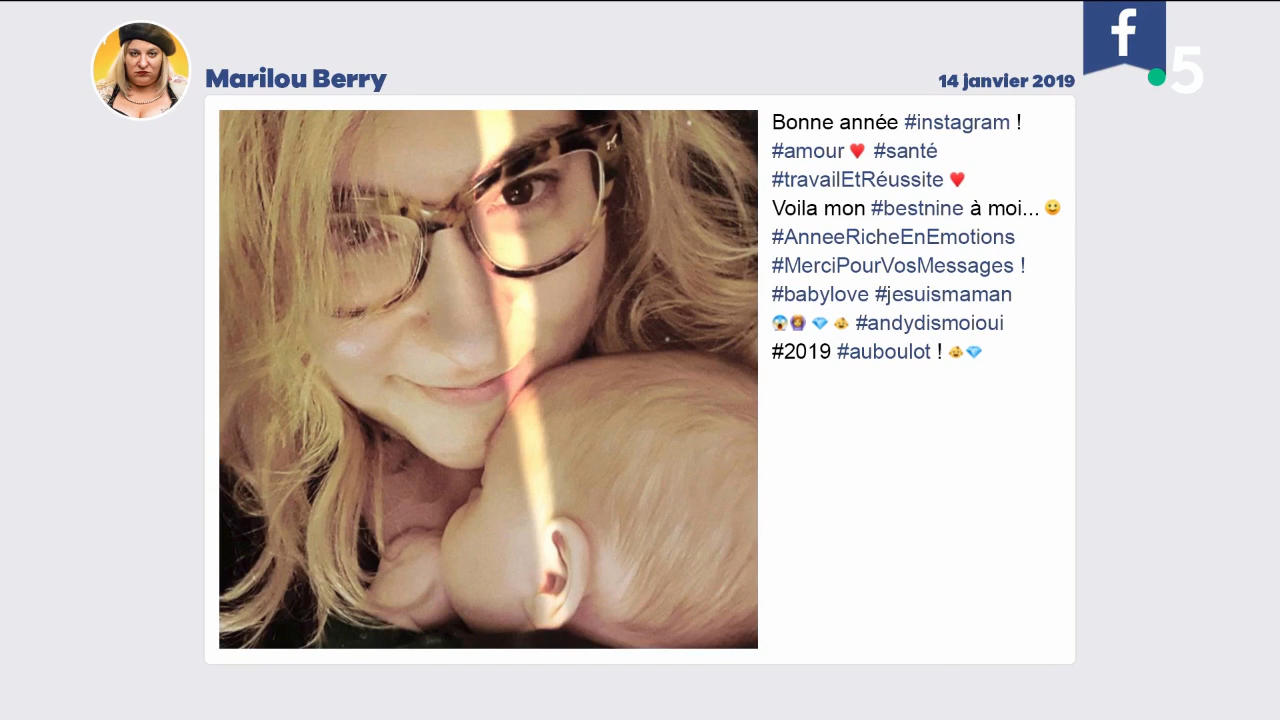 f
5
Marilou Berry
14 janvier 2019
Bonne année #instagram !
#amour ❤️ #santé
#travailEtRéussite ❤️
Voila mon #bestnine à moi...
#AnneeRicheEnEmotions
#MerciPourVosMessages !
#babylove #jesuismaman
#andydismoioui
#2019 #auboulot !